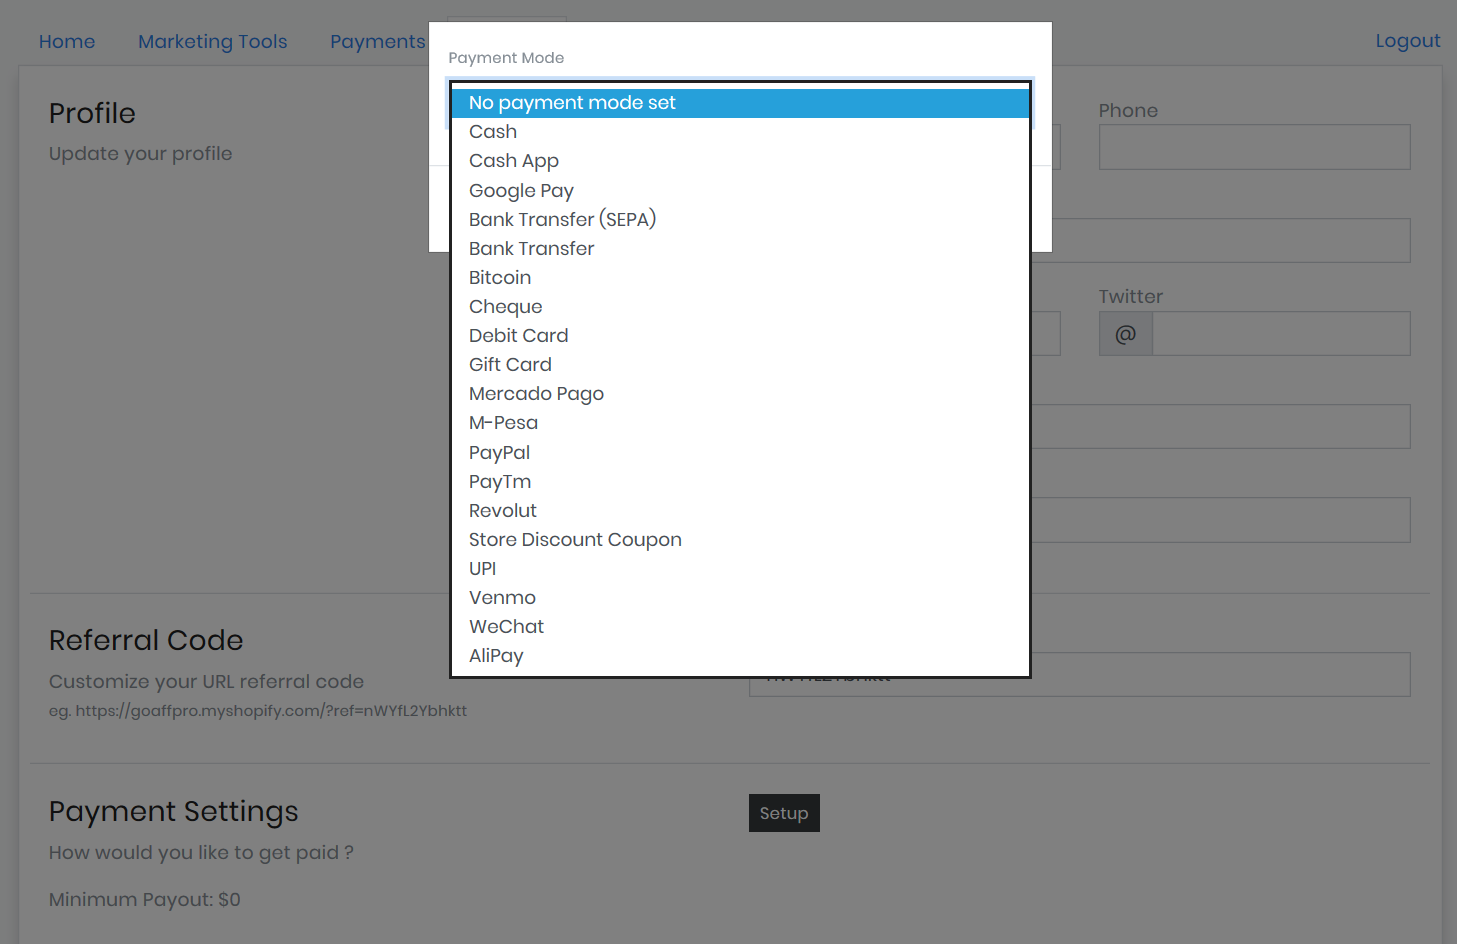 Home Marketing Tools Payments Logout
Payment Mode
No payment mode set
Cash
Cash App
Google Pay
Bank Transfer (SEPA)
Bank Transfer
Bitcoin
Cheque
Debit Card
Gift Card
Mercado Pago
M-Pesa
PayPal
PayTm
Revolut
Store Discount Coupon
UPI
Venmo
WeChat
AliPay
Profile
Update your profile
Phone
Twitter
@
Referral Code
Customize your URL referral code
eg. https://goaffpro.myshopify.com/?ref=nWYfL2Ybhktt
Payment Settings
How would you like to get paid ?
Minimum Payout: $0
Setup